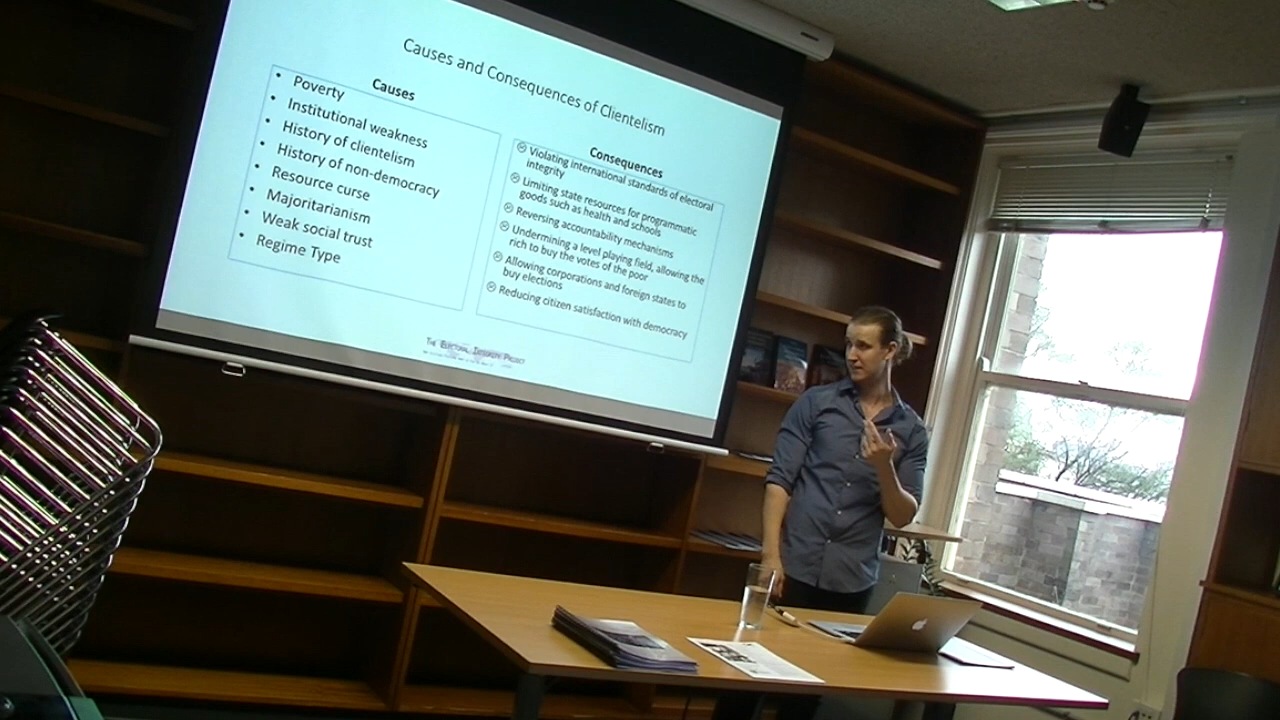 Causes and Consequences of Clientelism
Causes
• Poverty
• Institutional weakness
• History of clientelism
• History of non-democracy
• Resource curse
• Majoritarianism
• Weak social trust
• Regime Type
Consequences
☹ Violating international standards of electoral
integrity
☹ Limiting state resources for programmatic
goods such as health and schools
☹ Reversing accountability mechanisms
☹ Undermining a level playing field, allowing the
rich to buy the votes of the poor
☹ Allowing corporations and foreign states to
buy elections
☹ Reducing citizen satisfaction with democracy
THE ELECTORAL INTEGRITY PROJECT